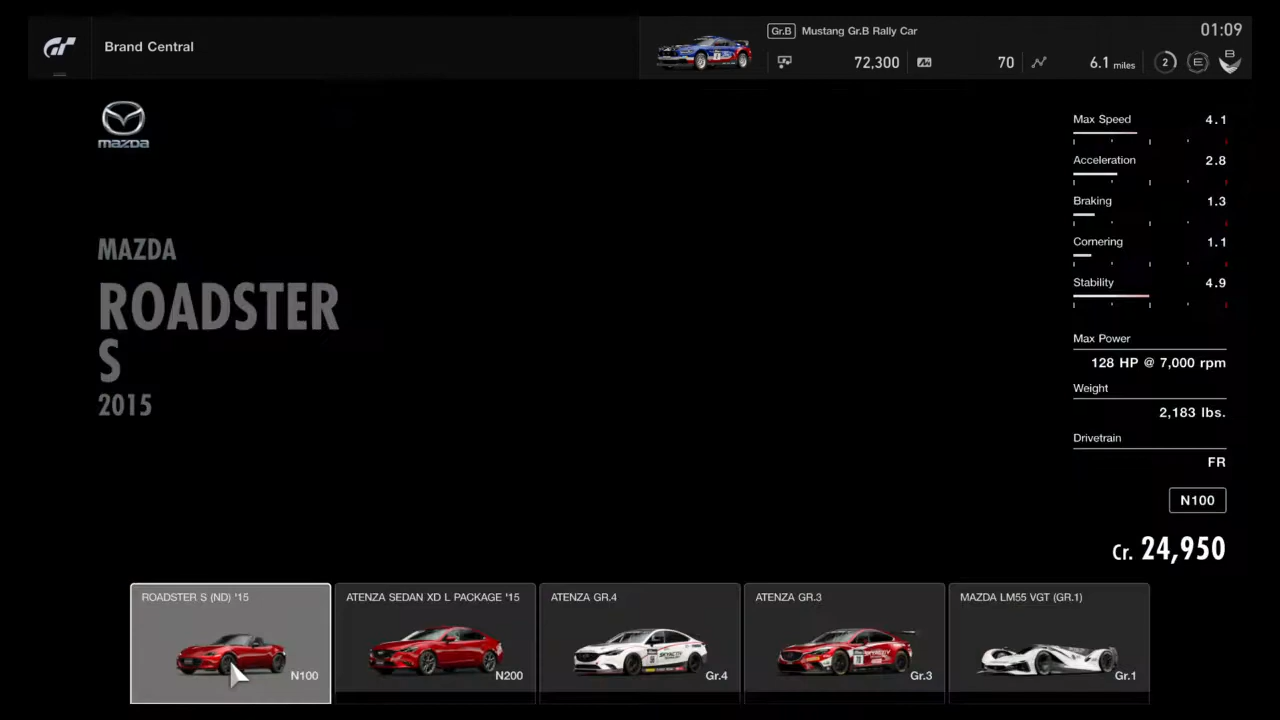 Brand Central
Gr.B Mustang Gr.B Rally Car
72,300
70
6.1 miles
2
E
B
01:09
mazda
MAZDA
ROADSTER
S
2015
Max Speed 4.1
Acceleration 2.8
Braking 1.3
Cornering 1.1
Stability 4.9
Max Power
128 HP @ 7,000 rpm
Weight
2,183 lbs.
Drivetrain
FR
N100
Cr. 24,950
ROADSTER S (ND) '15
N100
ATENZA SEDAN XD L PACKAGE '15
N200
ATENZA GR.4
Gr.4
ATENZA GR.3
Gr.3
MAZDA LM55 VGT (GR.1)
Gr.1